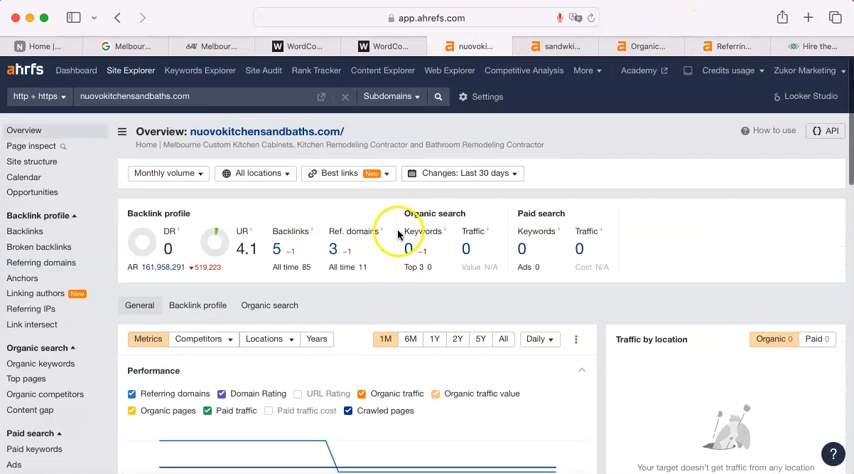 app.ahrefs.com
Home |...
Melbour...
Melbour...
WordCo...
WordCo...
nuovoki...
sandwki...
Organic...
Referrin...
Hire the...
ahrefs Dashboard Site Explorer Keywords Explorer Site Audit Rank Tracker Content Explorer Web Explorer Competitive Analysis More Academy Credits usage Zukor Marketing
http + https nuovokitchensandbaths.com Subdomains Settings Looker Studio
Overview
Page inspect
Site structure
Calendar
Opportunities
Backlink profile
Backlinks
Broken backlinks
Referring domains
Anchors
Linking authors New
Referring IPs
Link intersect
Organic search
Organic keywords
Top pages
Organic competitors
Content gap
Paid search
Paid keywords
Ads
Overview: nuovokitchensandbaths.com/ How to use {} API
Home | Melbourne Custom Kitchen Cabinets, Kitchen Remodeling Contractor and Bathroom Remodeling Contractor
Monthly volume All locations Best links New Changes: Last 30 days
Backlink profile Organic search Paid search
DR UR Backlinks Ref. domains Keywords Traffic Keywords Traffic
0 4.1 5 −1 3 −1 0 −1 0 0 0
AR 161,958,291 519,223 All time 85 All time 11 Top 3 0 Value N/A Ads 0 Cost N/A
General Backlink profile Organic search
Metrics Competitors Locations Years 1M 6M 1Y 2Y 5Y All Daily
Performance
Referring domains Domain Rating URL Rating Organic traffic Organic traffic value
Organic pages Paid traffic Paid traffic cost Crawled pages
Traffic by location Organic 0 Paid 0
Your target doesn't get traffic from any location
?